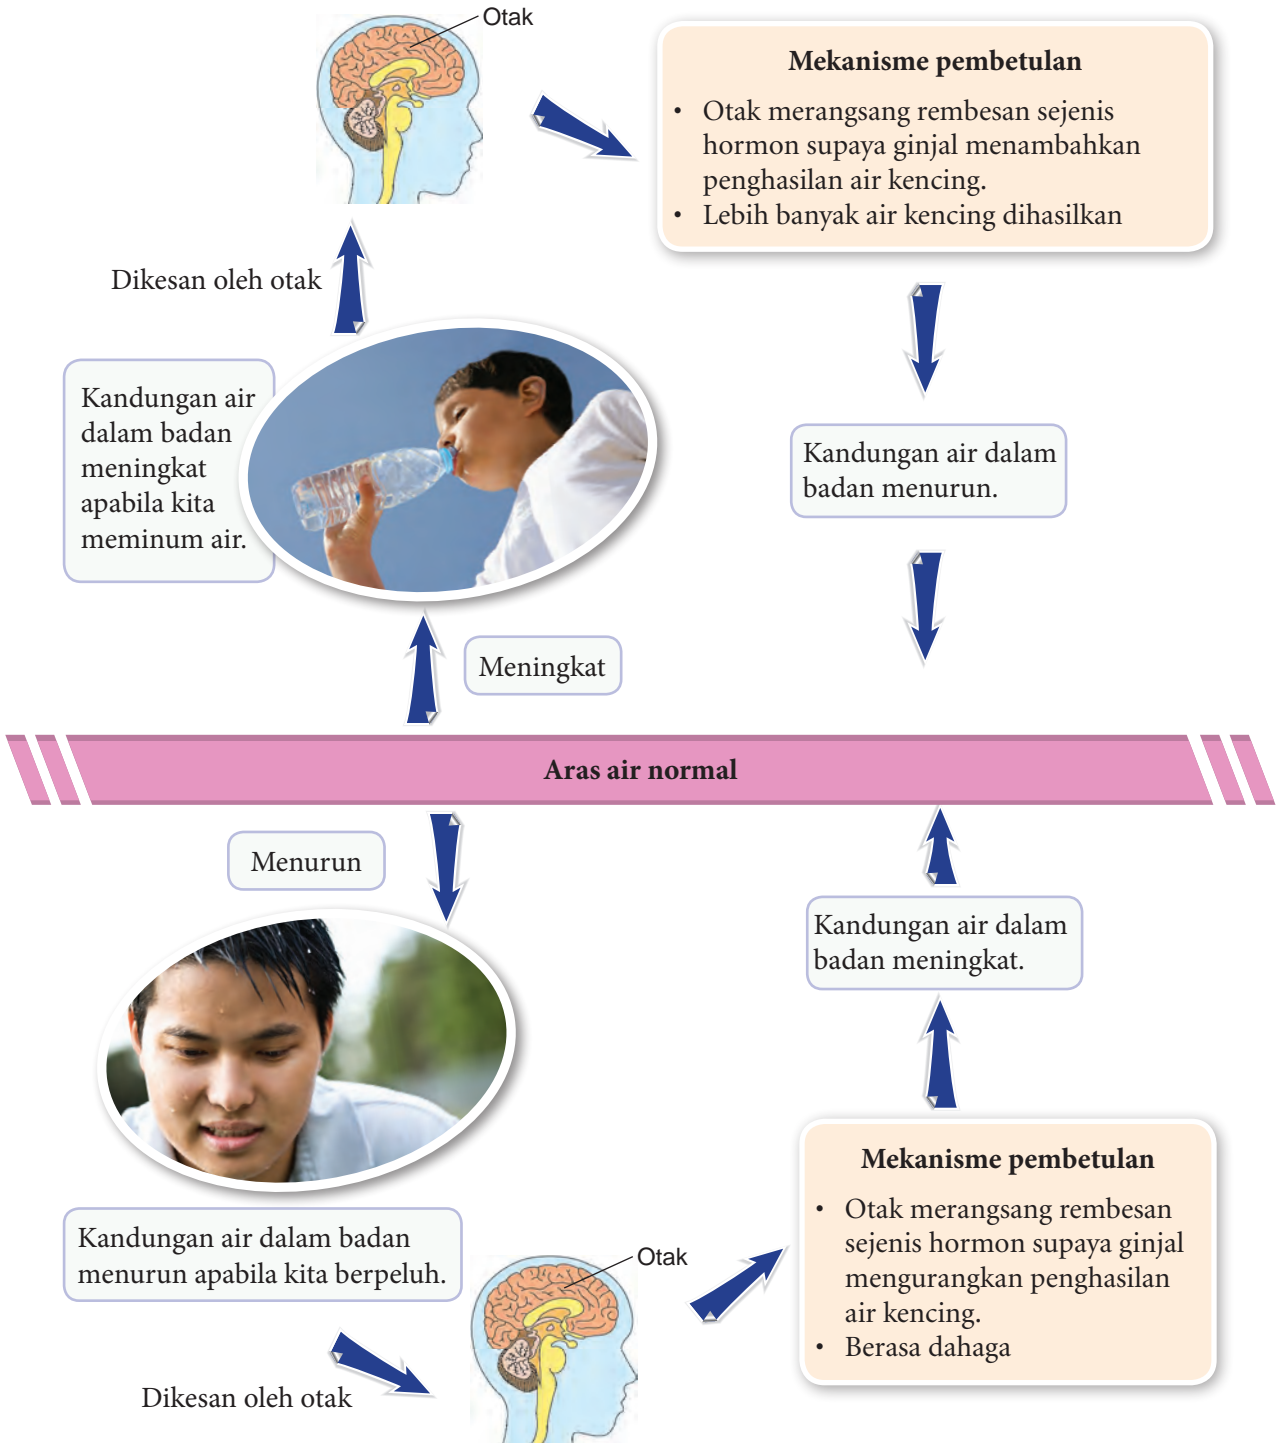 Otak
Mekanisme pembetulan
• Otak merangsang rembesan sejenis
hormon supaya ginjal menambahkan
penghasilan air kencing.
• Lebih banyak air kencing dihasilkan
Dikesan oleh otak
Kandungan air
dalam badan
meningkat
apabila kita
meminum air.
Kandungan air dalam
badan menurun.
Meningkat
Aras air normal
Menurun
Kandungan air dalam
badan meningkat.
Kandungan air dalam badan
menurun apabila kita berpeluh.
Dikesan oleh otak
Otak
Mekanisme pembetulan
• Otak merangsang rembesan
sejenis hormon supaya ginjal
mengurangkan penghasilan
air kencing.
• Berasa dahaga